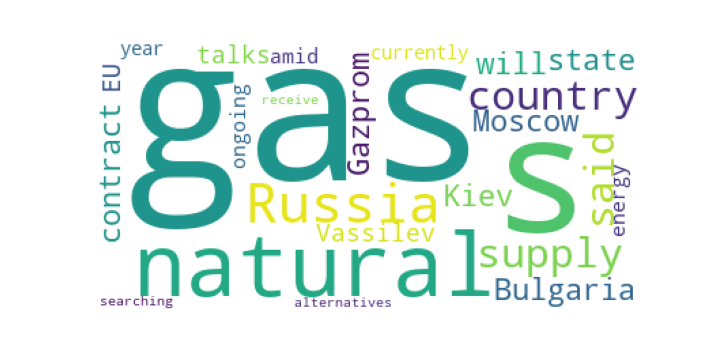 year
talks
amid
currently
gas
will
state
country
Moscow
contract
EU
ongoing
receive
Gazprom
s
said
energy
Russia
Kiev
Vassilev
natural
supply
Bulgaria
searching
alternatives